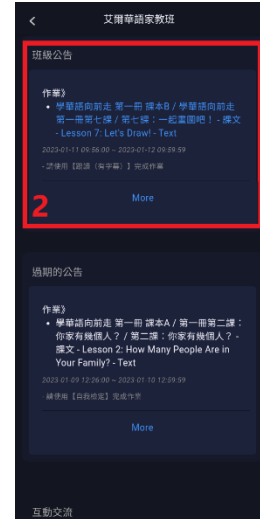 艾爾華語家教班
班級公告
作業》
• 學華語向前走 第一冊 課本B / 學華語向前走
第一冊第七課 / 第七課：一起畫圖吧！ - 課文
- Lesson 7: Let's Draw! - Text
2023-01-11 09:56:00 ~ 2023-01-12 09:59:59
- 請使用【跟讀（有字幕）】完成作業
More
2
過期的公告
作業》
• 學華語向前走 第一冊 課本A / 第一冊第二課：
你家有幾個人？ / 第二課：你家有幾個人？ -
課文 - Lesson 2: How Many People Are in
Your Family? - Text
2023-01-09 12:26:00 ~ 2023-01-10 12:59:59
- 請使用【自我檢定】完成作業
More
互動交流